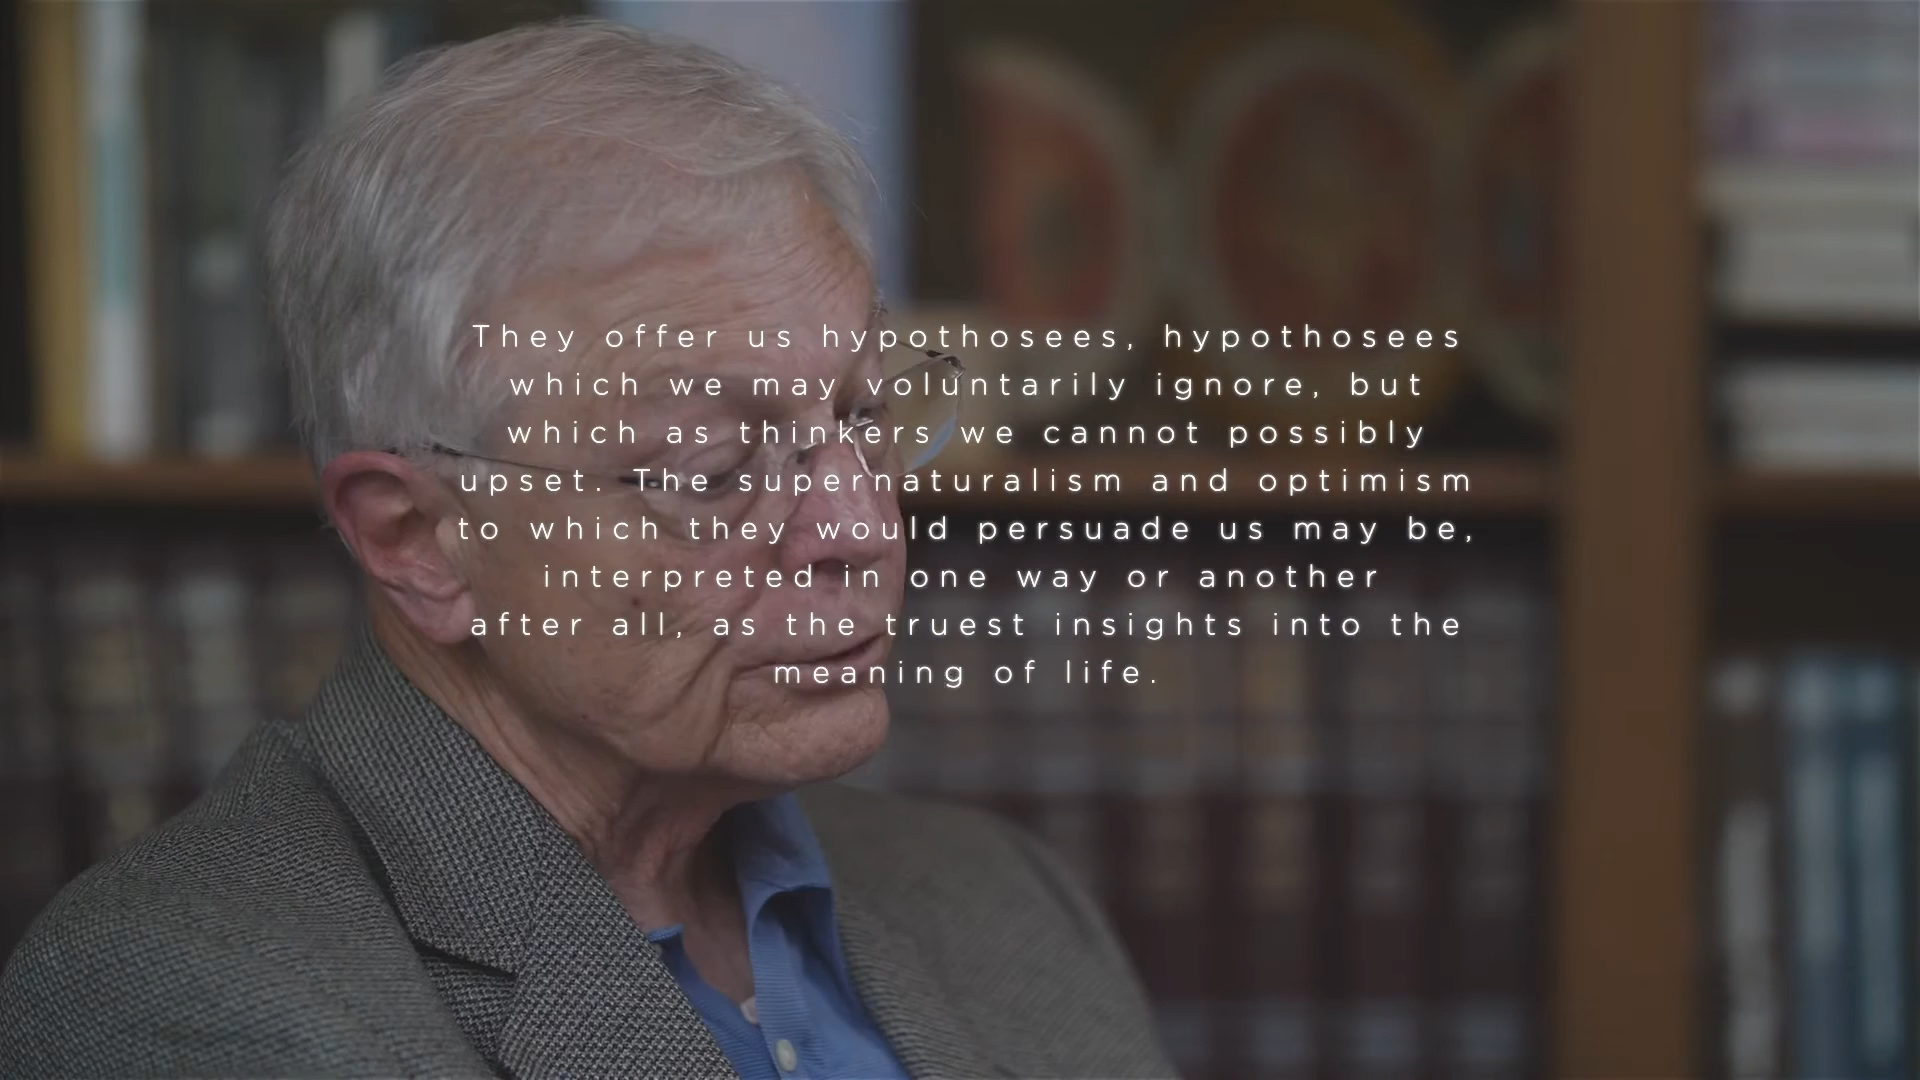 They offer us hypothosees, hypothosees
which we may voluntarily ignore, but
which as thinkers we cannot possibly
upset. The supernaturalism and optimism
to which they would persuade us may be,
interpreted in one way or another
after all, as the truest insights into the
meaning of life.